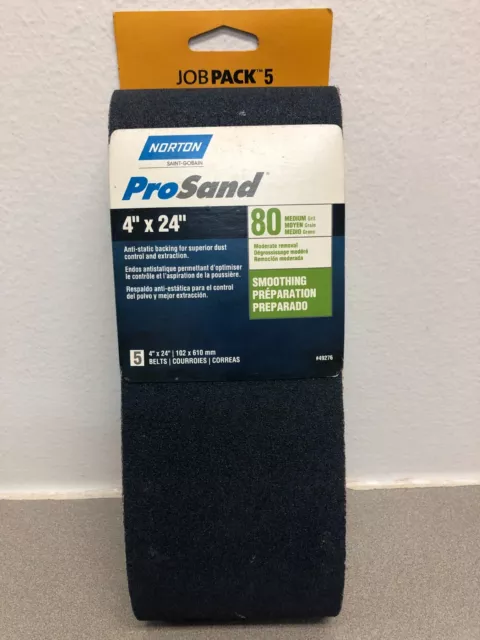 JOBPACK™5
NORTON
SAINT-GOBAIN
ProSand
4" x 24"
Anti-static backing for superior dust
control and extraction.
Endos antistatique permettant d'optimiser
le contrôle et l'aspiration de la poussière.
Respaldo anti-estática para el control
del polvo y mejor extracción.
80
MEDIUM Grit
MOYEN Grain
MEDIO Grano
Moderate removal
Dégrossissage modéré
Remoción moderada
SMOOTHING
PRÉPARATION
PREPARADO
5
4" x 24" | 102 x 610 mm
BELTS | COURROIES | CORREAS
#49276